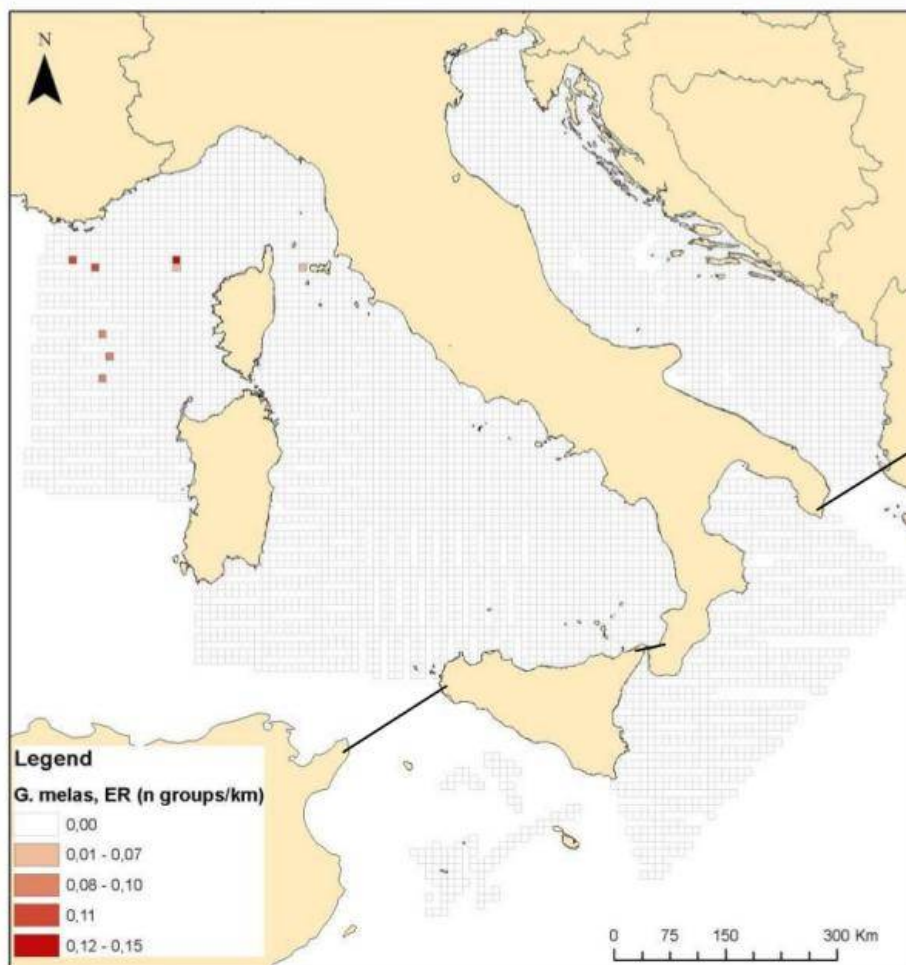 N
Legend
G. melas, ER (n groups/km)
0,00
0,01 - 0,07
0,08 - 0,10
0,11
0,12 - 0,15
0 75 150 300 Km